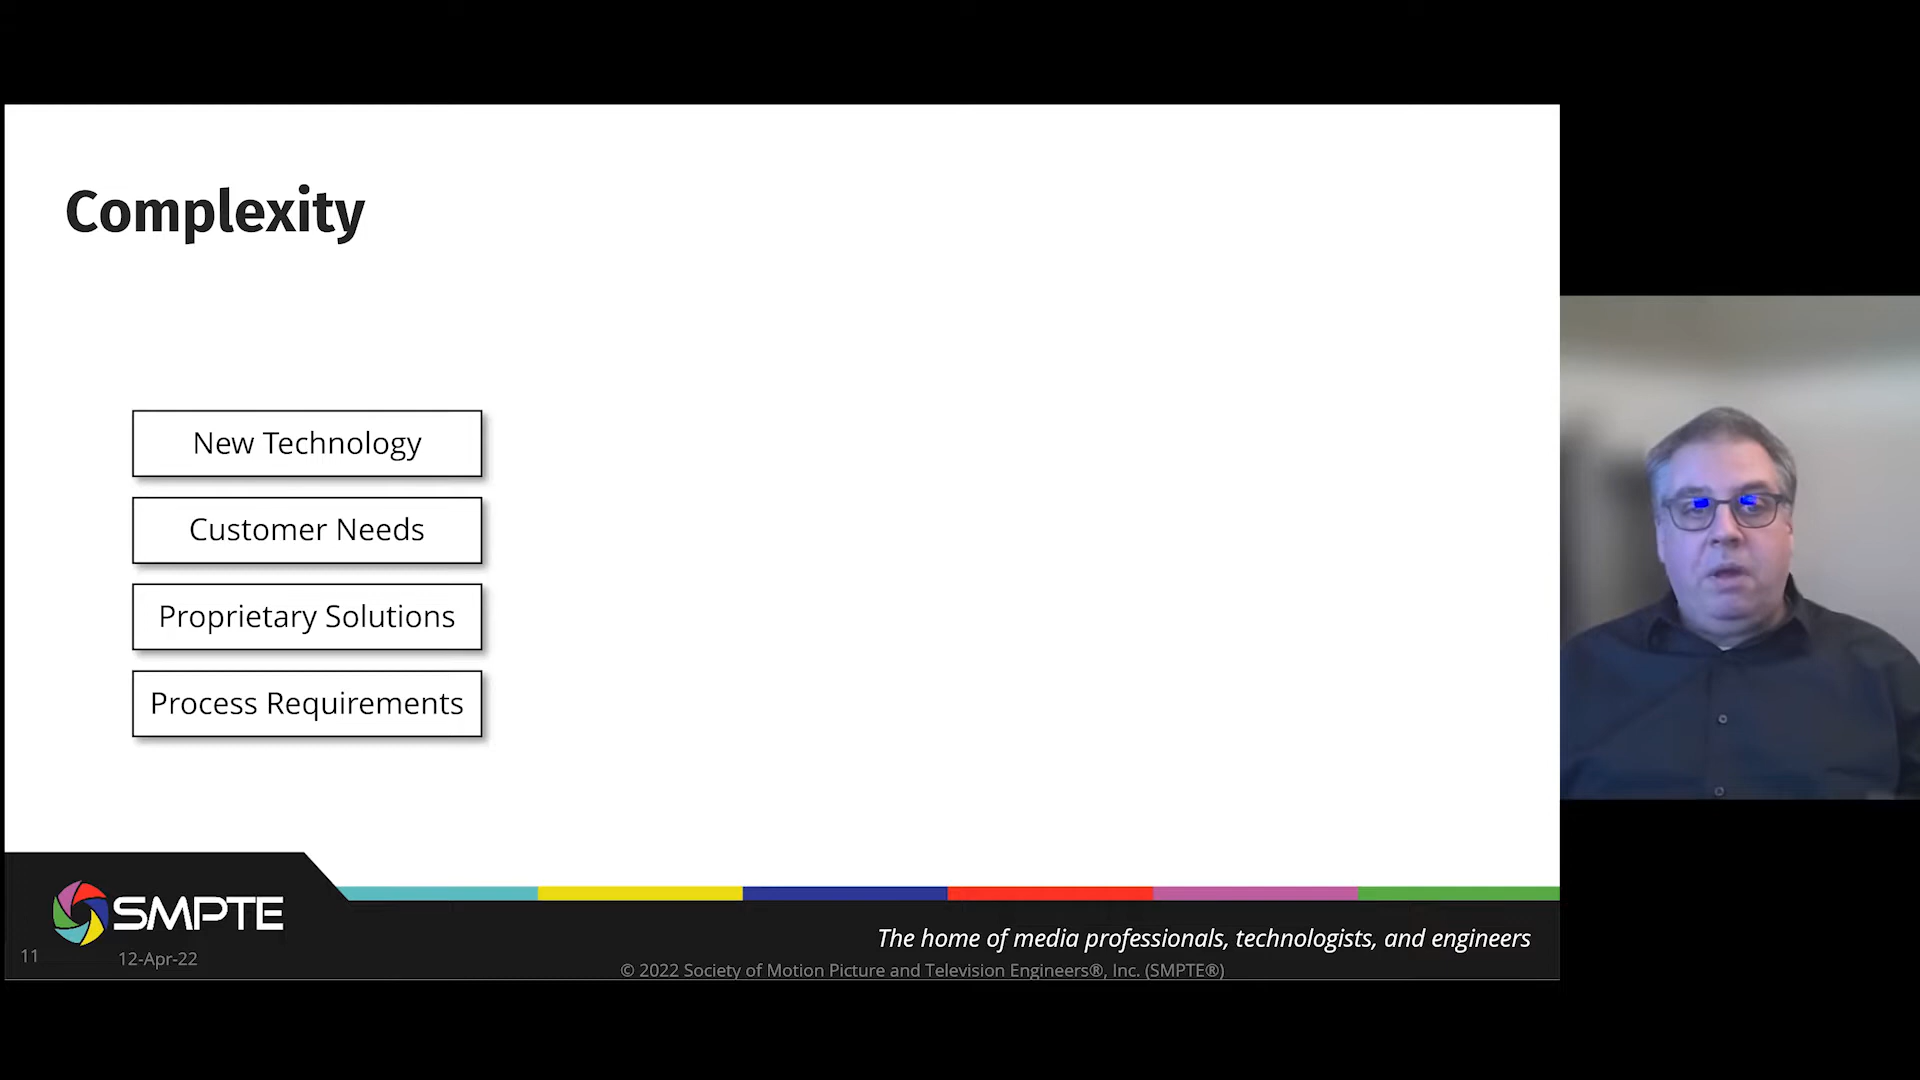 Complexity
New Technology
Customer Needs
Proprietary Solutions
Process Requirements
SMPTE
The home of media professionals, technologists, and engineers
11
12-Apr-22
© 2022 Society of Motion Picture and Television Engineers®, Inc. (SMPTE®)